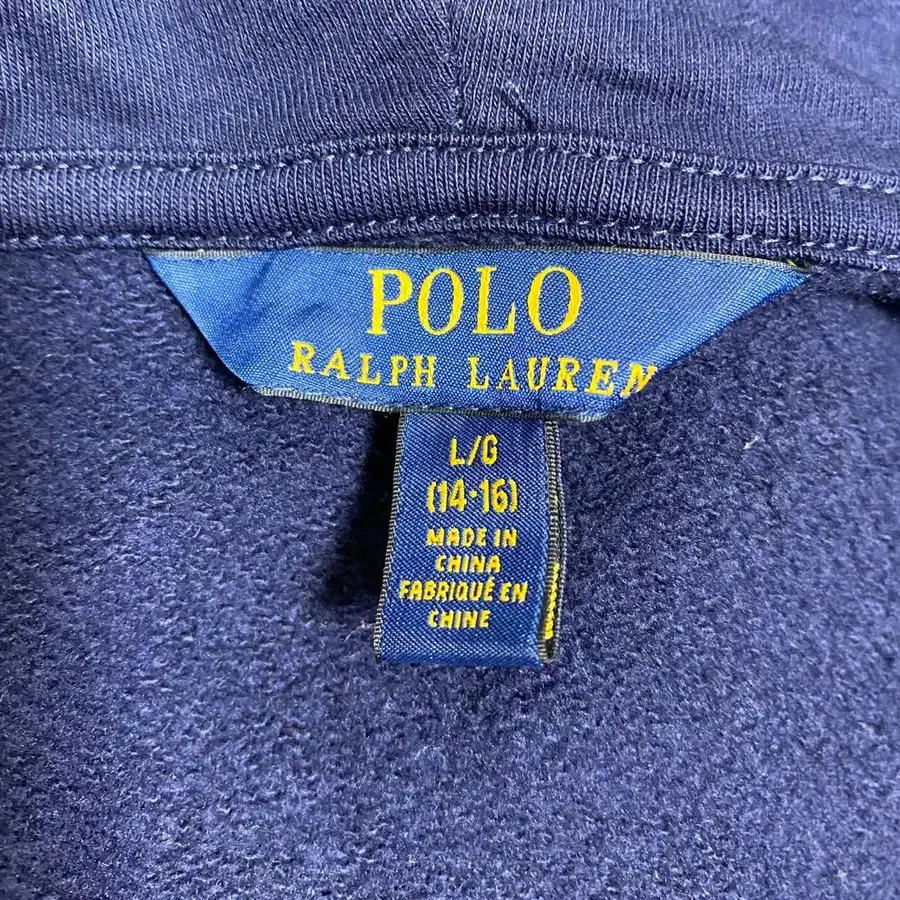 POLO
RALPH LAUREN
L/G
(14·16)
MADE IN
CHINA
FABRIQUÉ EN
CHINE